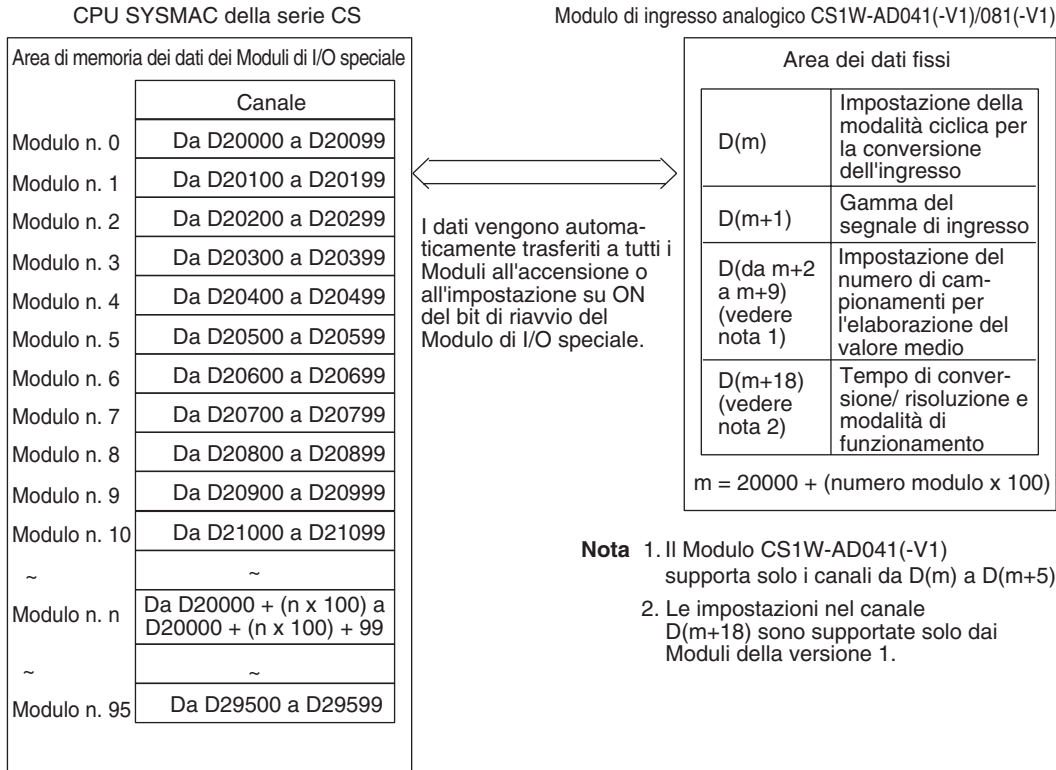 CPU SYSMAC della serie CS
Area di memoria dei dati dei Moduli di I/O speciale
Canale
Modulo n. 0 Da D20000 a D20099
Modulo n. 1 Da D20100 a D20199
Modulo n. 2 Da D20200 a D20299
Modulo n. 3 Da D20300 a D20399
Modulo n. 4 Da D20400 a D20499
Modulo n. 5 Da D20500 a D20599
Modulo n. 6 Da D20600 a D20699
Modulo n. 7 Da D20700 a D20799
Modulo n. 8 Da D20800 a D20899
Modulo n. 9 Da D20900 a D20999
Modulo n. 10 Da D21000 a D21099
~ ~
Modulo n. n Da D20000 + (n x 100) a
D20000 + (n x 100) + 99
~ ~
Modulo n. 95 Da D29500 a D29599
I dati vengono automa-
ticamente trasferiti a tutti i
Moduli all'accensione o
all'impostazione su ON
del bit di riavvio del
Modulo di I/O speciale.
Modulo di ingresso analogico CS1W-AD041(-V1)/081(-V1)
Area dei dati fissi
D(m)
Impostazione della
modalità ciclica per
la conversione
dell'ingresso
D(m+1)
Gamma del
segnale di ingresso
D(da m+2
a m+9)
(vedere
nota 1)
Impostazione del
numero di cam-
pionamenti per
l'elaborazione del
valore medio
D(m+18)
(vedere
nota 2)
Tempo di conver-
sione/ risoluzione e
modalità di
funzionamento
m = 20000 + (numero modulo x 100)
Nota 1. Il Modulo CS1W-AD041(-V1)
supporta solo i canali da D(m) a D(m+5)
2. Le impostazioni nel canale
D(m+18) sono supportate solo dai
Moduli della versione 1.